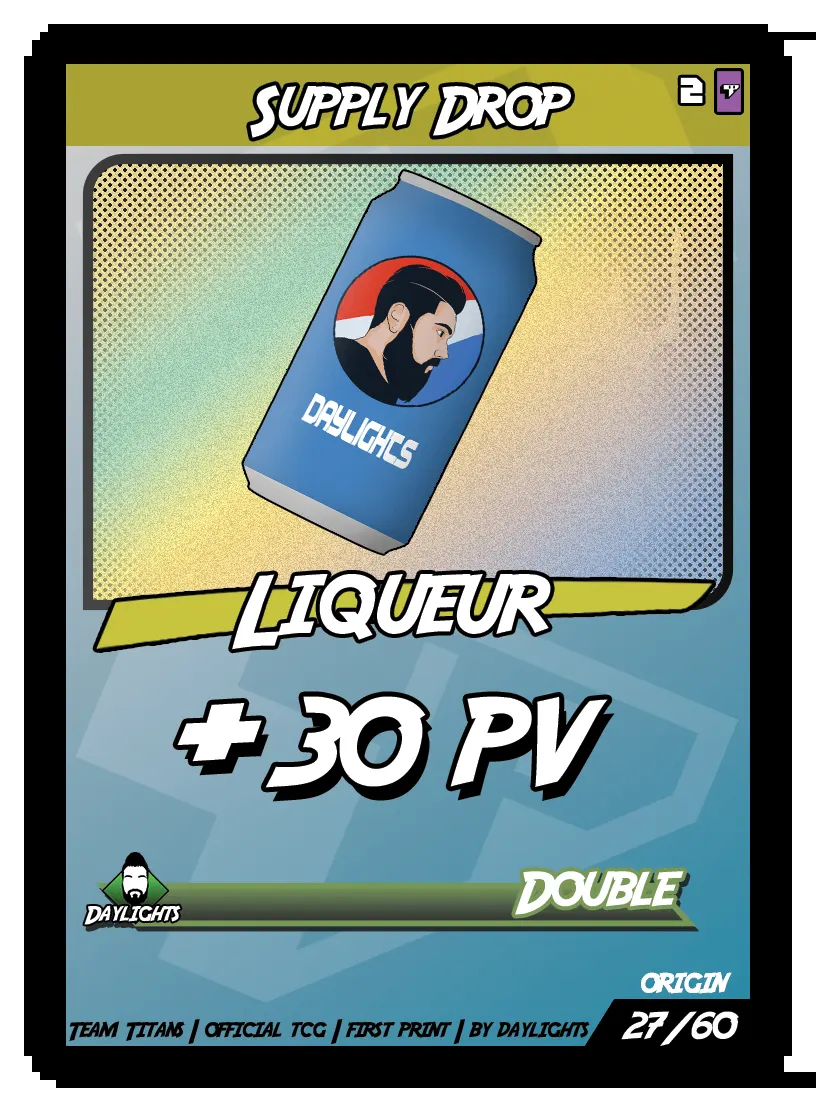 SUPPLY DROP 2
DAYLIGHTS
LIQUEUR
+30 PV
DAYLIGHTS
DOUBLE
ORIGIN
TEAM TITANS | OFFICIAL TCG | FIRST PRINT | BY DAYLIGHTS
27/60